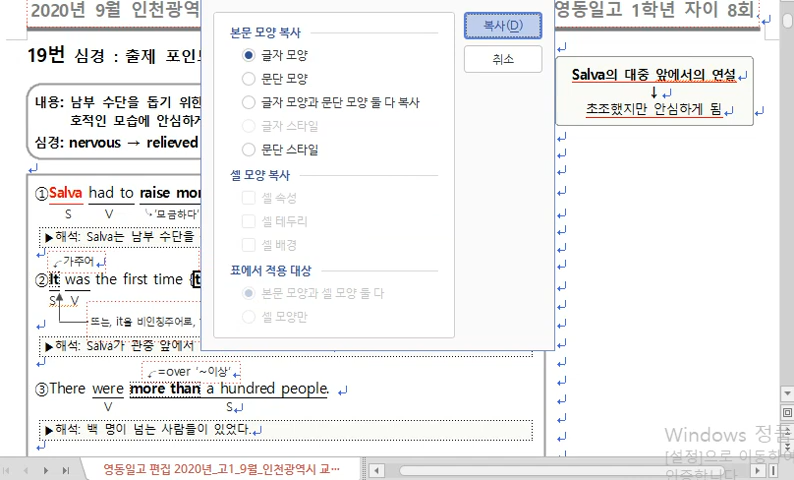 2020년 9월 인천광역
영동일고 1학년 자이 8회
19번 심경 : 출제 포인
내용: 남부 수단을 돕기 위한
호적인 모습에 안심하게
심경: nervous → relieved
본문 모양 복사
글자 모양
문단 모양
글자 모양과 문단 모양 둘 다 복사
글자 스타일
문단 스타일
셀 모양 복사
셀 속성
셀 테두리
셀 배경
표에서 적용 대상
본문 모양과 셀 모양 둘 다
셀 모양만
복사(D)
취소
Salva의 대중 앞에서의 연설
↓
초조했지만 안심하게 됨
①Salva had to raise mon
S V '모금하다'
▶해석: Salva는 남부 수단을
가주어
②It was the first time {t
S V
뜨는, it을 비인칭주어로,
▶해석: Salva가 관중 앞에서
=over '~이상'
③There were more than a hundred people.
V S
▶해석: 백 명이 넘는 사람들이 있었다.
Windows 정품
[설정]으로 이동하여
인증합니다
영동일고 편집 2020년_고1_9월_인천광역시 교…